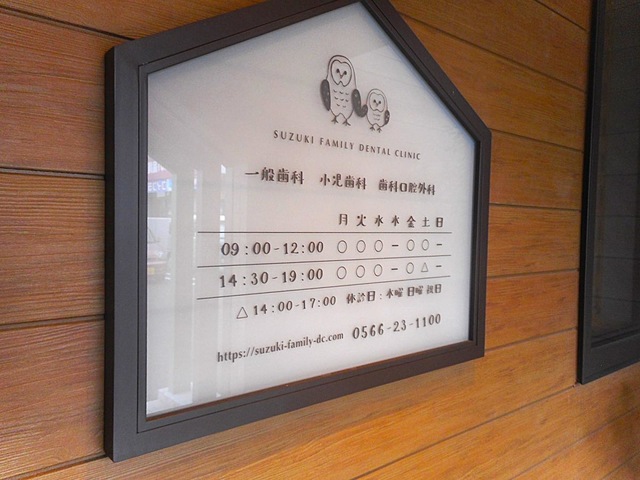 SUZUKI FAMILY DENTAL CLINIC
一般歯科 小児歯科 歯科口腔外科
月 火 水 木 金 土 日
09:00-12:00 ○ ○ ○ − ○ ○ −
14:30-19:00 ○ ○ ○ − ○ △ −
△ 14:00-17:00 休診日：木曜 日曜 祝日
https://suzuki-family-dc.com 0566-23-1100